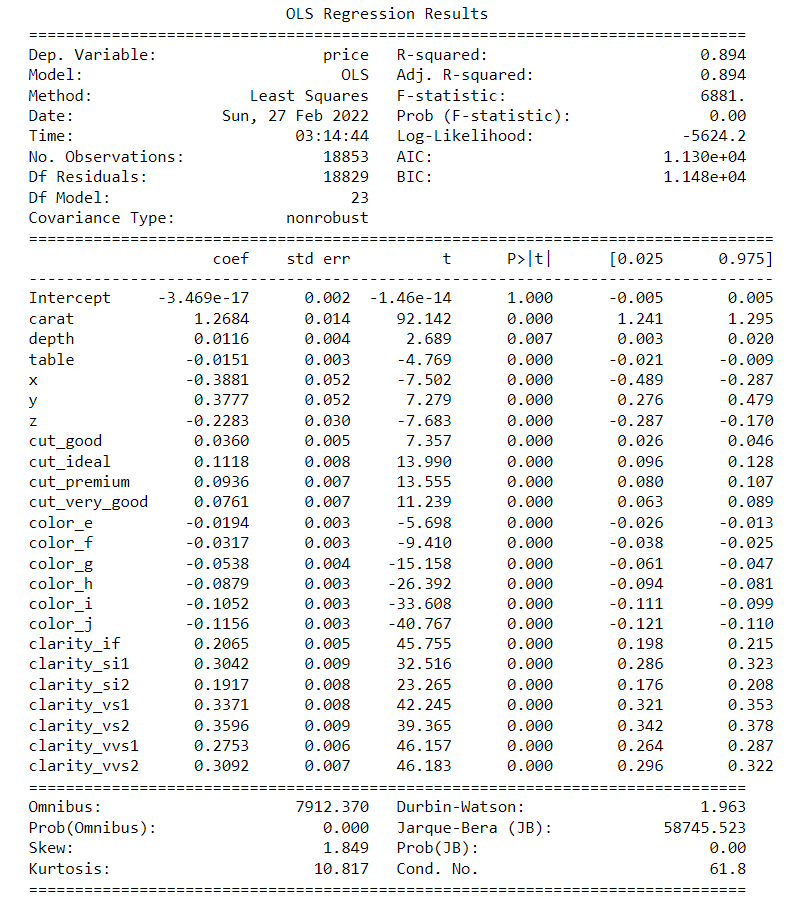 OLS Regression Results
==============================================================================
Dep. Variable:                  price   R-squared:                       0.894
Model:                            OLS   Adj. R-squared:                  0.894
Method:                 Least Squares   F-statistic:                     6881.
Date:                Sun, 27 Feb 2022   Prob (F-statistic):               0.00
Time:                        03:14:44   Log-Likelihood:                -5624.2
No. Observations:               18853   AIC:                         1.130e+04
Df Residuals:                   18829   BIC:                         1.148e+04
Df Model:                          23
Covariance Type:            nonrobust
=================================================================================
                    coef    std err          t      P>|t|      [0.025      0.975]
---------------------------------------------------------------------------------
Intercept     -3.469e-17      0.002  -1.46e-14      1.000      -0.005       0.005
carat             1.2684      0.014     92.142      0.000       1.241       1.295
depth             0.0116      0.004      2.689      0.007       0.003       0.020
table            -0.0151      0.003     -4.769      0.000      -0.021      -0.009
x                -0.3881      0.052     -7.502      0.000      -0.489      -0.287
y                 0.3777      0.052      7.279      0.000       0.276       0.479
z                -0.2283      0.030     -7.683      0.000      -0.287      -0.170
cut_good          0.0360      0.005      7.357      0.000       0.026       0.046
cut_ideal         0.1118      0.008     13.990      0.000       0.096       0.128
cut_premium       0.0936      0.007     13.555      0.000       0.080       0.107
cut_very_good     0.0761      0.007     11.239      0.000       0.063       0.089
color_e          -0.0194      0.003     -5.698      0.000      -0.026      -0.013
color_f          -0.0317      0.003     -9.410      0.000      -0.038      -0.025
color_g          -0.0538      0.004    -15.158      0.000      -0.061      -0.047
color_h          -0.0879      0.003    -26.392      0.000      -0.094      -0.081
color_i          -0.1052      0.003    -33.608      0.000      -0.111      -0.099
color_j          -0.1156      0.003    -40.767      0.000      -0.121      -0.110
clarity_if        0.2065      0.005     45.755      0.000       0.198       0.215
clarity_si1       0.3042      0.009     32.516      0.000       0.286       0.323
clarity_si2       0.1917      0.008     23.265      0.000       0.176       0.208
clarity_vs1       0.3371      0.008     42.245      0.000       0.321       0.353
clarity_vs2       0.3596      0.009     39.365      0.000       0.342       0.378
clarity_vvs1      0.2753      0.006     46.157      0.000       0.264       0.287
clarity_vvs2      0.3092      0.007     46.183      0.000       0.296       0.322
==============================================================================
Omnibus:                     7912.370   Durbin-Watson:                   1.963
Prob(Omnibus):                  0.000   Jarque-Bera (JB):            58745.523
Skew:                           1.849   Prob(JB):                         0.00
Kurtosis:                      10.817   Cond. No.                         61.8
==============================================================================